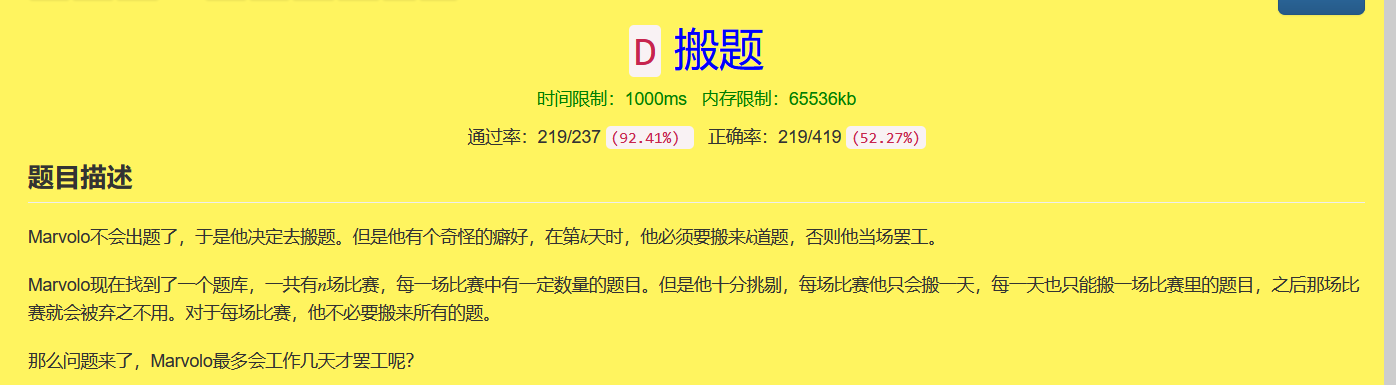 D 搬题
时间限制：1000ms 内存限制：65536kb
通过率：219/237 (92.41%) 正确率：219/419 (52.27%)
题目描述
Marvolo不会出题了，于是他决定去搬题。但是他有个奇怪的癖好，在第k天时，他必须要搬来k道题，否则他当场罢工。
Marvolo现在找到了一个题库，一共有n场比赛，每一场比赛中有一定数量的题目。但是他十分挑剔，每场比赛他只会搬一天，每一天也只能搬一场比赛里的题目，之后那场比
赛就会被弃之不用。对于每场比赛，他不必要搬来所有的题。
那么问题来了，Marvolo最多会工作几天才罢工呢？